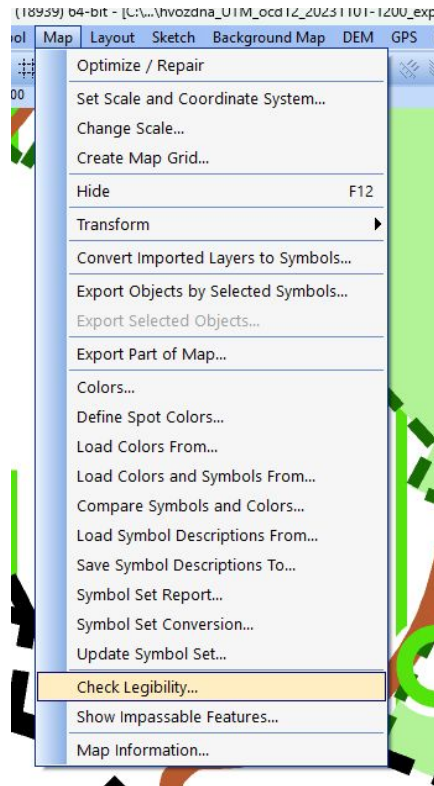 (18939) 64-bit - [C:\...\hvozdna_UTM_ocd12_20231101-1200_exp
ol Map Layout Sketch Background Map DEM GPS
00
Optimize / Repair
Set Scale and Coordinate System...
Change Scale...
Create Map Grid...
Hide F12
Transform
Convert Imported Layers to Symbols...
Export Objects by Selected Symbols...
Export Selected Objects...
Export Part of Map...
Colors...
Define Spot Colors...
Load Colors From...
Load Colors and Symbols From...
Compare Symbols and Colors...
Load Symbol Descriptions From...
Save Symbol Descriptions To...
Symbol Set Report...
Symbol Set Conversion...
Update Symbol Set...
Check Legibility...
Show Impassable Features...
Map Information...